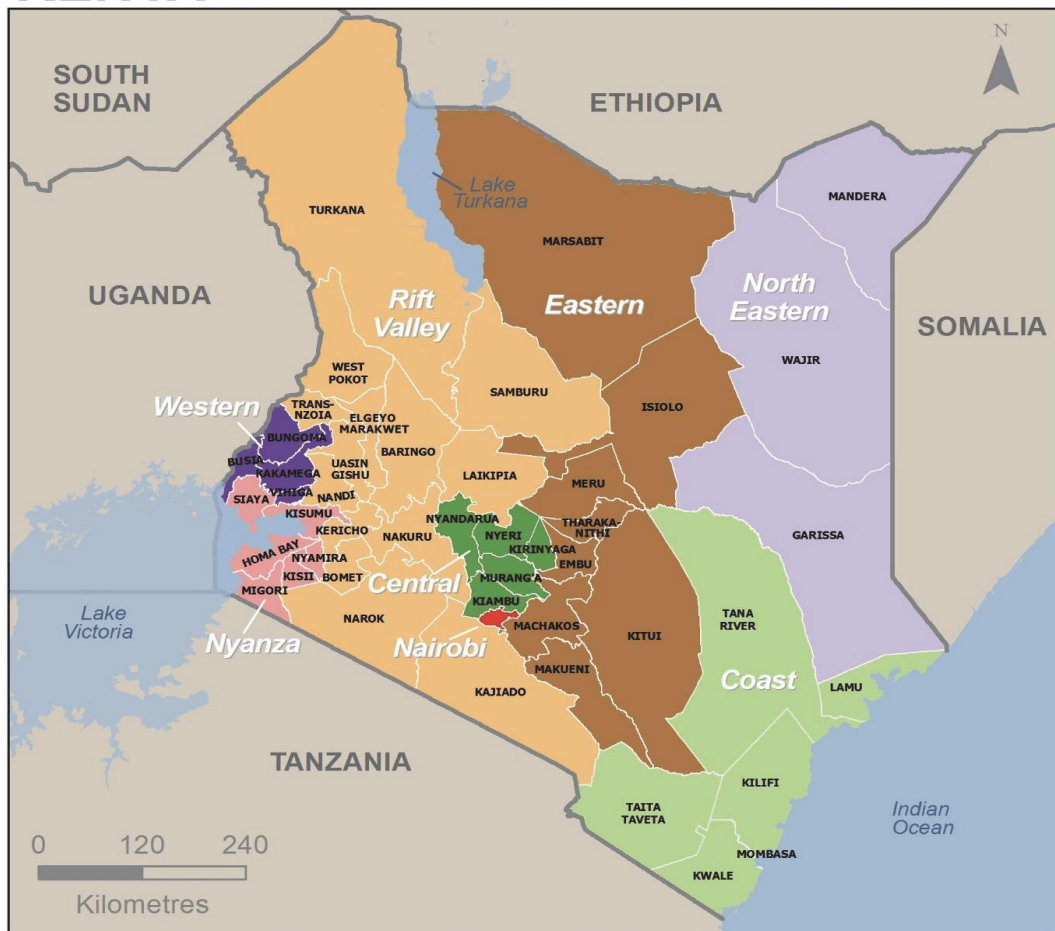 SOUTH
SUDAN
ETHIOPIA
N
Lake
Turkana
MANDERA
TURKANA
MARSABIT
UGANDA
Rift
Valley
Eastern
North
Eastern
SOMALIA
WAJIR
WEST
POKOT
SAMBURU
ISIOLO
Western
TRANS-
NZOIA
ELGEYO
MARAKWET
BUNGOMA
BARINGO
BUSIA
KAKAMEGA
UASIN
GISHU
LAIKIPIA
MERU
VIHIGA
SIAYA
NANDI
KISUMU
NYANDARUA
THARAKA-
NITHI
KERICHO
NAKURU
NYERI
KIRINYAGA
GARISSA
HOMA BAY
NYAMIRA
EMBU
KISII
BOMET
Central
MURANG'A
MIGORI
KIAMBU
Lake
Victoria
NAROK
TANA
RIVER
MACHAKOS
KITUI
Nyanza
Nairobi
MAKUENI
Coast
LAMU
KAJIADO
TANZANIA
KILIFI
TAITA
TAVETA
Indian
Ocean
MOMBASA
KWALE
0 120 240
Kilometres